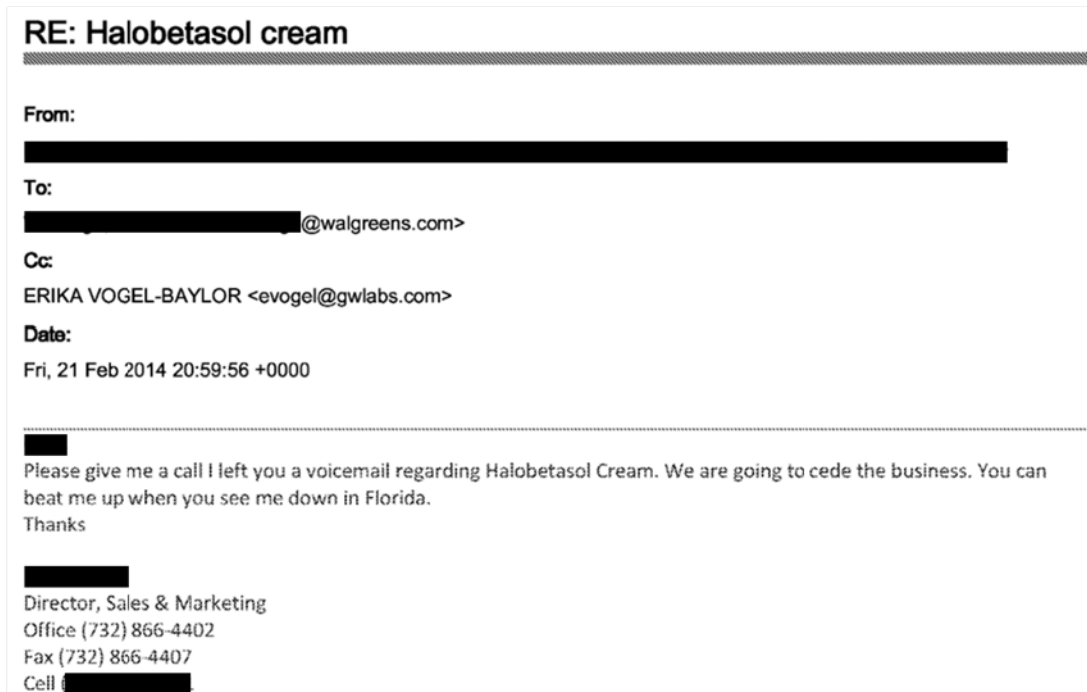 RE: Halobetasol cream
From:
To:
@walgreens.com>
Cc:
ERIKA VOGEL-BAYLOR <evogel@gwlabs.com>
Date:
Fri, 21 Feb 2014 20:59:56 +0000
Please give me a call I left you a voicemail regarding Halobetasol Cream. We are going to cede the business. You can
beat me up when you see me down in Florida.
Thanks
Director, Sales & Marketing
Office (732) 866-4402
Fax (732) 866-4407
Cell (